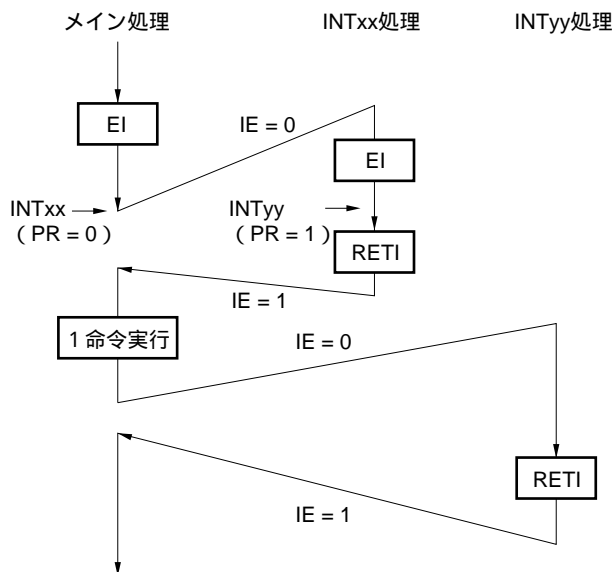 メイン処理
INTxx処理
INTyy処理
EI
IE = 0
EI
INTxx
（PR = 0）
INTyy
（PR = 1）
RETI
IE = 1
1 命令実行
IE = 0
RETI
IE = 1